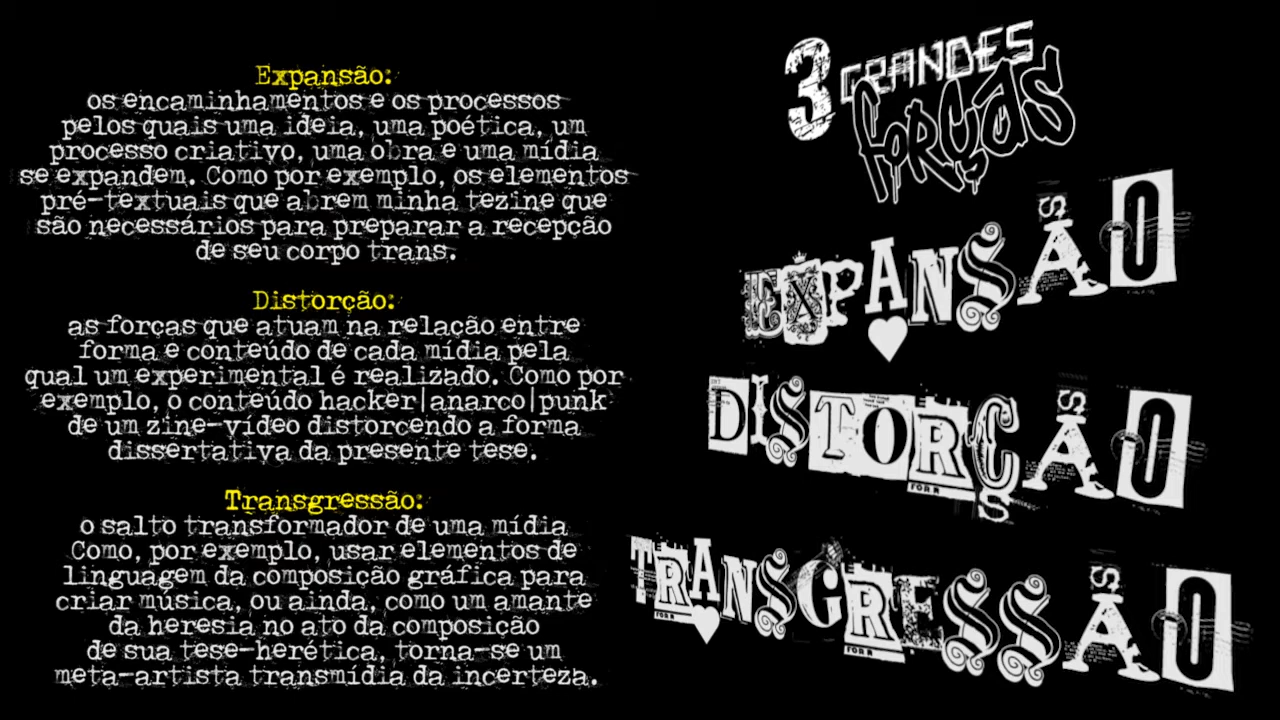 Expansão:
os encaminhamentos e os processos
pelos quais uma ideia, uma poética, um
processo criativo, uma obra e uma mídia
se expandem. Como por exemplo, os elementos
pré-textuais que abrem minha tezine que
são necessários para preparar a recepção
de seu corpo trans.
Distorção:
as forças que atuam na relação entre
forma e conteúdo de cada mídia pela
qual um experimental é realizado. Como por
exemplo, o conteúdo hacker|anarco|punk
de um zine-vídeo distorcendo a forma
dissertativa da presente tese.
Transgressão:
o salto transformador de uma mídia
Como, por exemplo, usar elementos de
linguagem da composição gráfica para
criar música, ou ainda, como um amante
da heresia no ato da composição
de sua tese-herética, torna-se um
meta-artista transmídia da incerteza.
3 GRANDES
forças
EXPANSÃO
DISTORÇÃO
TRANSGRESSÃO